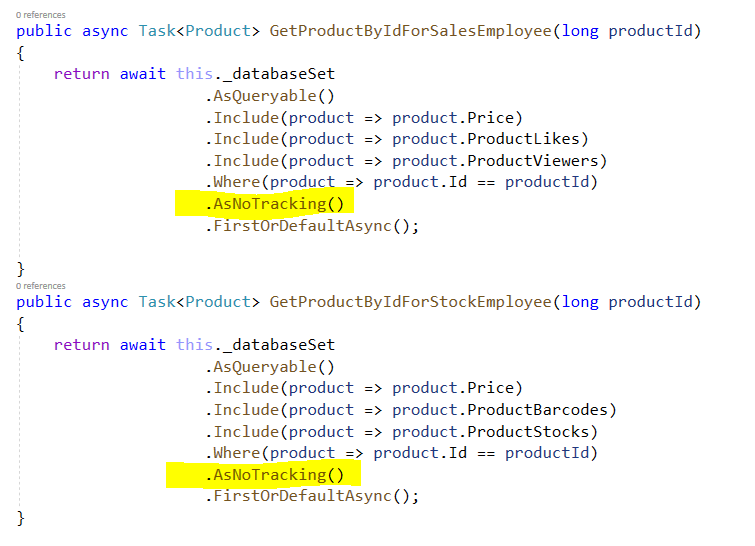 0 references
public async Task<Product> GetProductByIdForSalesEmployee(long productId)
{
    return await this._databaseSet
                    .AsQueryable()
                    .Include(product => product.Price)
                    .Include(product => product.ProductLikes)
                    .Include(product => product.ProductViewers)
                    .Where(product => product.Id == productId)
                    .AsNoTracking()
                    .FirstOrDefaultAsync();
}
0 references
public async Task<Product> GetProductByIdForStockEmployee(long productId)
{
    return await this._databaseSet
                    .AsQueryable()
                    .Include(product => product.Price)
                    .Include(product => product.ProductBarcodes)
                    .Include(product => product.ProductStocks)
                    .Where(product => product.Id == productId)
                    .AsNoTracking()
                    .FirstOrDefaultAsync();
}